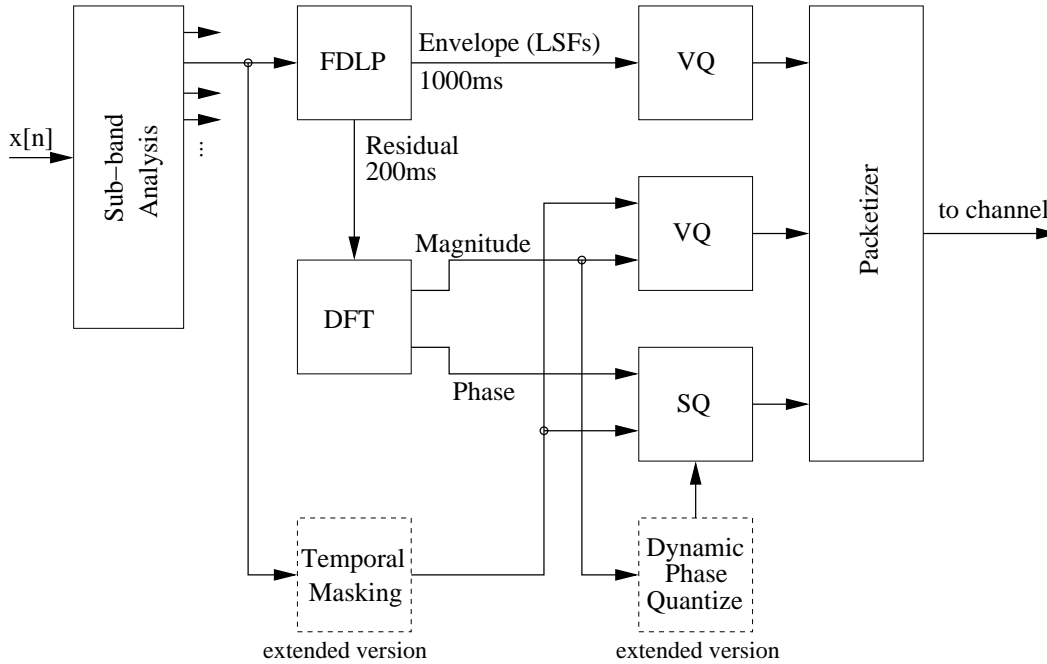 x[n]
Sub-band
Analysis
...
FDLP
Envelope (LSFs)
1000ms
VQ
Residual
200ms
Magnitude
DFT
Phase
VQ
SQ
Packetizer
to channel
Temporal
Masking
extended version
Dynamic
Phase
Quantize
extended version